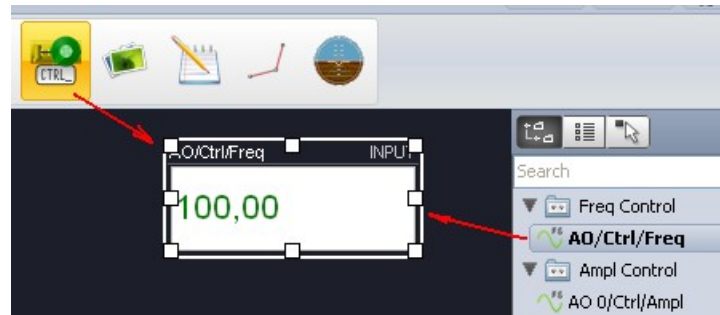 CTRL_
AO/Ctrl/Freq INPUT
100,00
Search
Freq Control
AO/Ctrl/Freq
Ampl Control
AO 0/Ctrl/Ampl